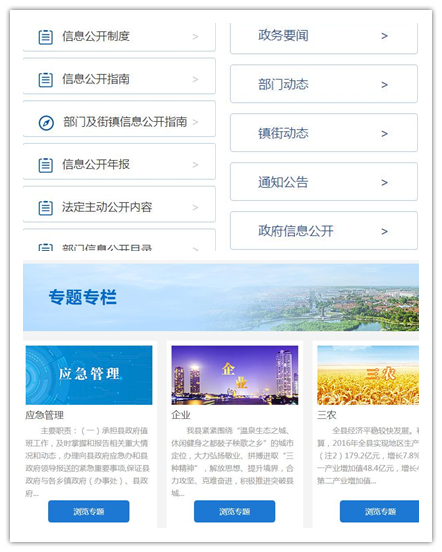 信息公开制度 >
信息公开指南 >
部门及街镇信息公开指南 >
信息公开年报 >
法定主动公开内容 >
部门信息公开目录 >
政务要闻 >
部门动态 >
镇街动态 >
通知公告 >
政府信息公开 >
专题专栏
应急管理
应急管理
主要职责：（一）承担县政府值
班工作，及时掌握和报告相关重大情
况和动态，办理向县政府应急办和县
政府领导报送的紧急重要事项,保证县
政府与各乡镇政府（办事处）、县政
府...
浏览专题
企业
企业
我县紧紧围绕“温泉生态之城、
休闲健身之都敲子秧歌之乡”的城市
定位，大力弘扬敬业、拼搏进取“三
种精神”，解放思想、提升境界，合
力攻坚、克难奋进，积极推进突破县
域...
浏览专题
三农
三农
全县经济平稳较快发展。
算，2016年全县实现地区生产
（注2）179.2亿元，增长7.8%
一产业增加值48.4亿元，增长
第二产业增加值...
浏览专题